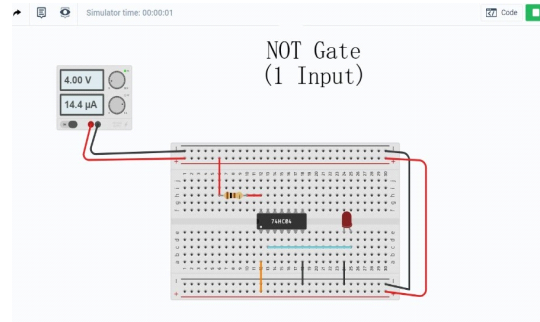 Simulator time: 00:00:01
Code
NOT Gate
(1 Input)
4.00 V
14.4 µA
74HC04